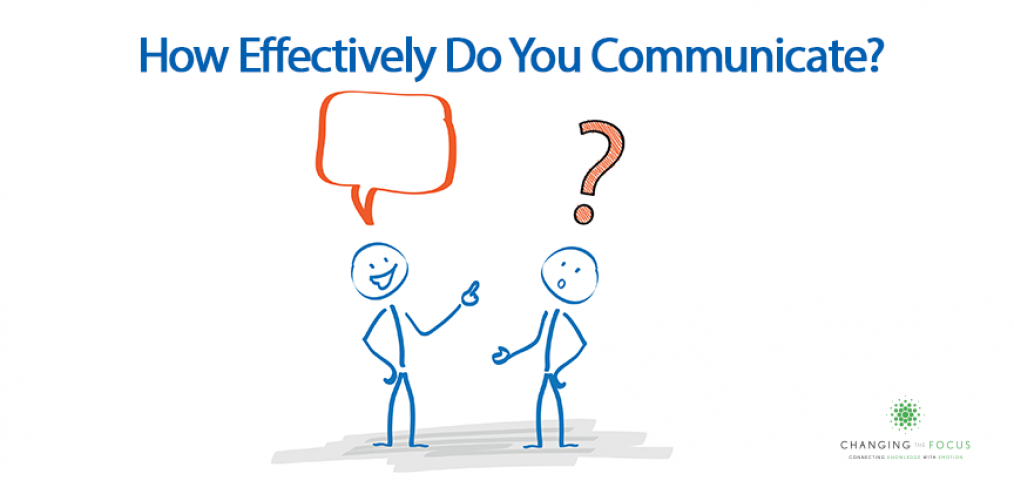 How Effectively Do You Communicate?
?
CHANGING THE FOCUS
CONNECTING KNOWLEDGE WITH EMOTION